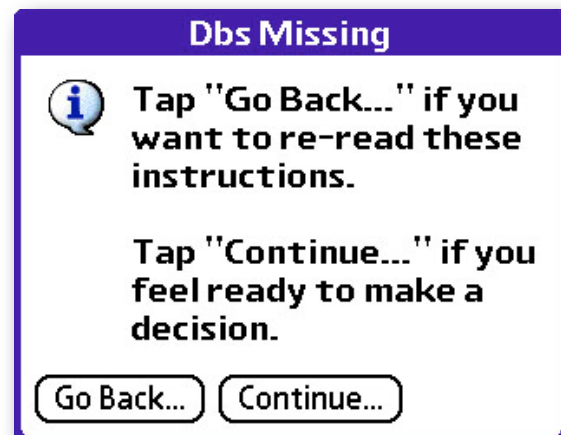 Dbs Missing
Tap "Go Back..." if you
want to re-read these
instructions.
Tap "Continue..." if you
feel ready to make a
decision.
Go Back... Continue...